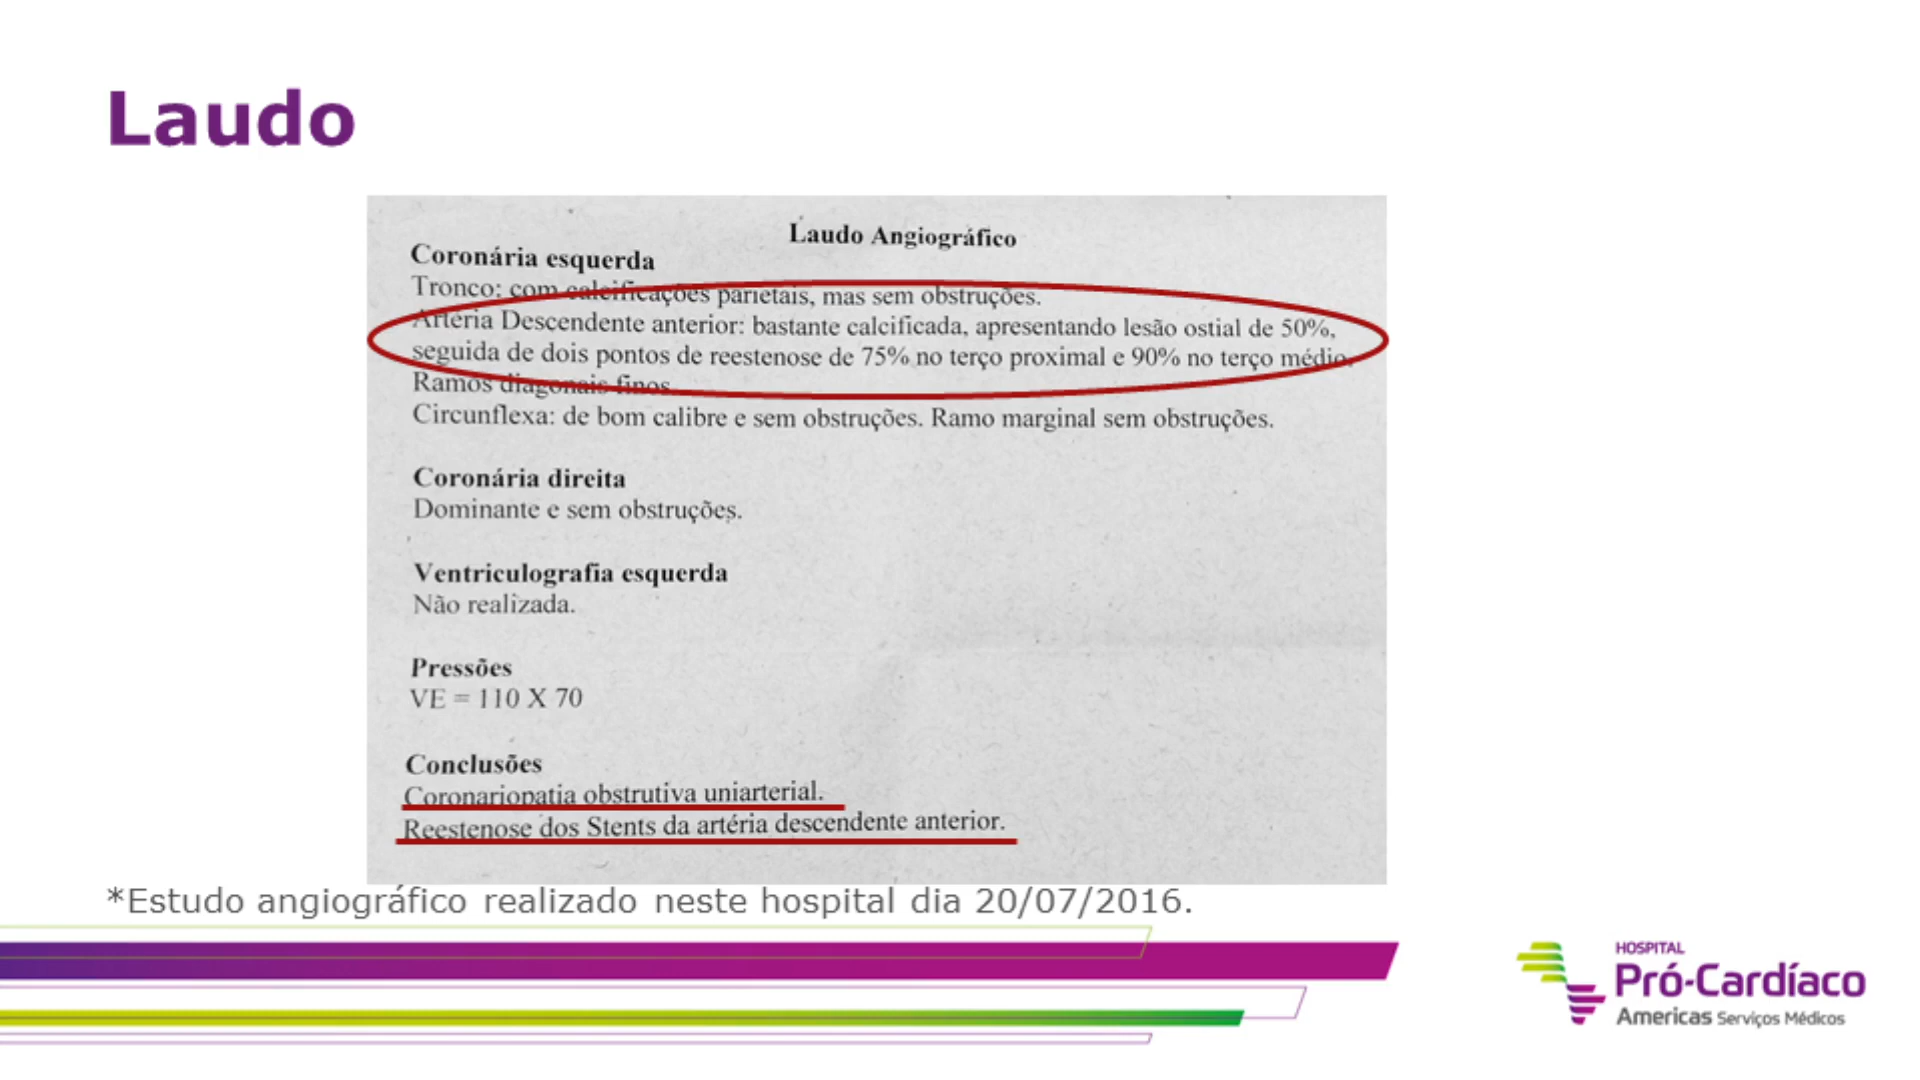 Laudo
Laudo Angiográfico
Coronária esquerda
Tronco: com calcificações parietais, mas sem obstruções.
Artéria Descendente anterior: bastante calcificada, apresentando lesão ostial de 50%,
seguida de dois pontos de reestenose de 75% no terço proximal e 90% no terço médio.
Ramos diagonais finos.
Circunflexa: de bom calibre e sem obstruções. Ramo marginal sem obstruções.
Coronária direita
Dominante e sem obstruções.
Ventriculografia esquerda
Não realizada.
Pressões
VE = 110 X 70
Conclusões
Coronariopatia obstrutiva uniarterial.
Reestenose dos Stents da artéria descendente anterior.
*Estudo angiográfico realizado neste hospital dia 20/07/2016.
HOSPITAL
Pró-Cardíaco
Americas Serviços Médicos